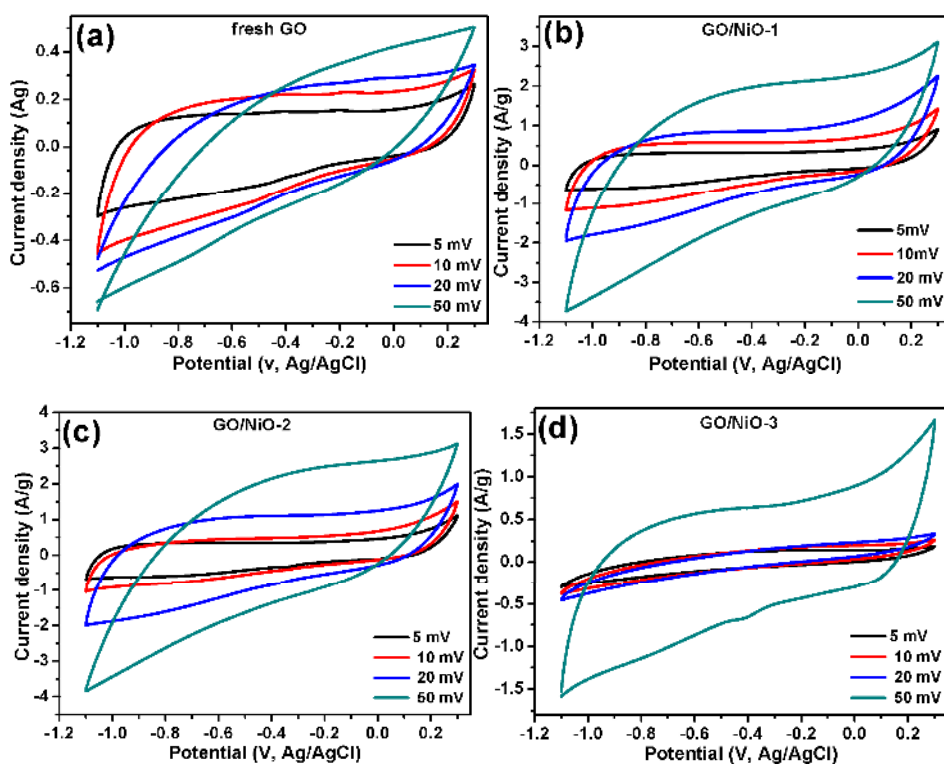 (a)
fresh GO
Current density (Ag)
0.4
0.2
0.0
-0.2
-0.4
-0.6
5 mV
10 mV
20 mV
50 mV
-1.2 -1.0 -0.8 -0.6 -0.4 -0.2 0.0 0.2
Potential (v, Ag/AgCl)
(b)
GO/NiO-1
Current density (A/g)
3
2
1
0
-1
-2
-3
-4
5mV
10mV
20 mV
50 mV
-1.2 -1.0 -0.8 -0.6 -0.4 -0.2 0.0 0.2
Potential (V, Ag/AgCl)
(c)
GO/NiO-2
Current density (A/g)
4
3
2
1
0
-1
-2
-3
-4
5 mV
10 mV
20 mV
50 mV
-1.2 -1.0 -0.8 -0.6 -0.4 -0.2 0.0 0.2
Potential (V, Ag/AgCl)
(d)
GO/NiO-3
Current density (A/g)
1.5
1.0
0.5
0.0
-0.5
-1.0
-1.5
5 mV
10 mV
20 mV
50 mV
-1.2 -1.0 -0.8 -0.6 -0.4 -0.2 0.0 0.2
Potential (V, Ag/AgCl)